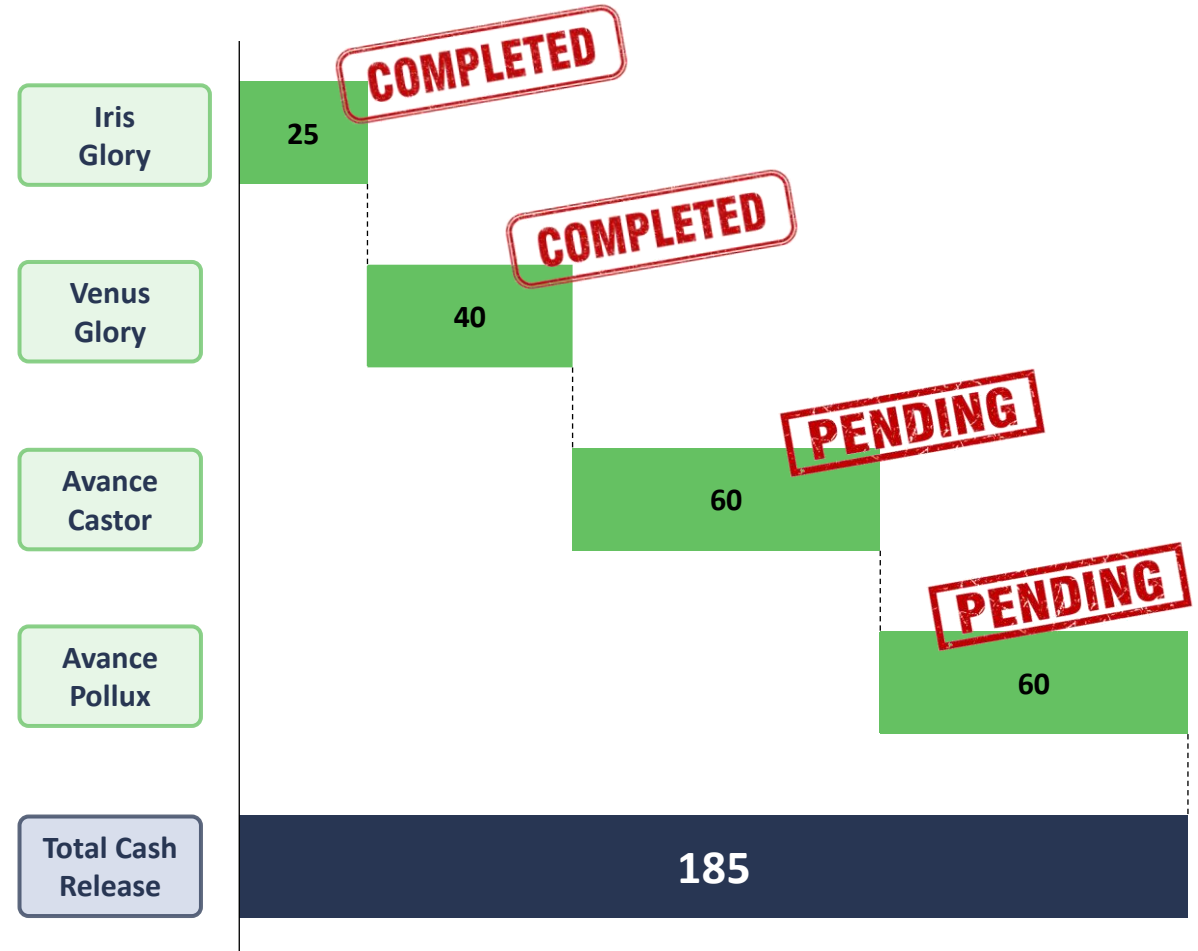 COMPLETED
Iris
Glory
25
COMPLETED
Venus
Glory
40
PENDING
Avance
Castor
60
PENDING
Avance
Pollux
60
Total Cash
Release
185